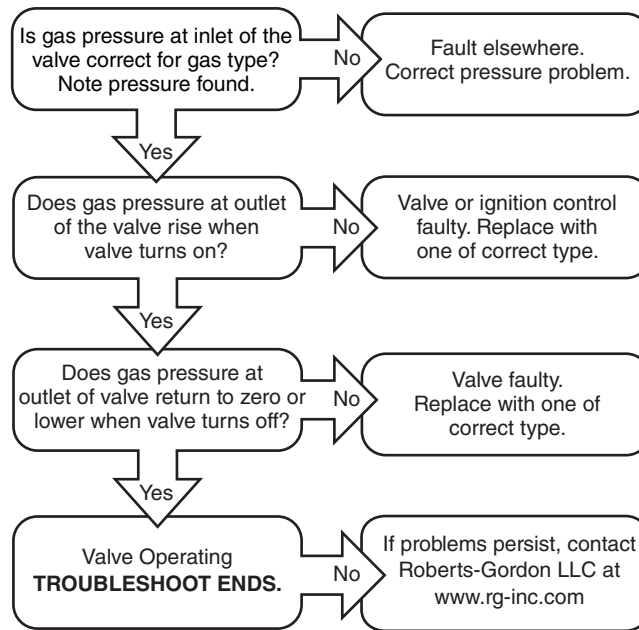 Is gas pressure at inlet of the
valve correct for gas type?
Note pressure found.
No
Fault elsewhere.
Correct pressure problem.
Yes
Does gas pressure at outlet
of the valve rise when
valve turns on?
No
Valve or ignition control
faulty. Replace with
one of correct type.
Yes
Does gas pressure at
outlet of valve return to zero or
lower when valve turns off?
No
Valve faulty.
Replace with one of
correct type.
Yes
Valve Operating
TROUBLESHOOT ENDS.
No
If problems persist, contact
Roberts-Gordon LLC at
www.rg-inc.com